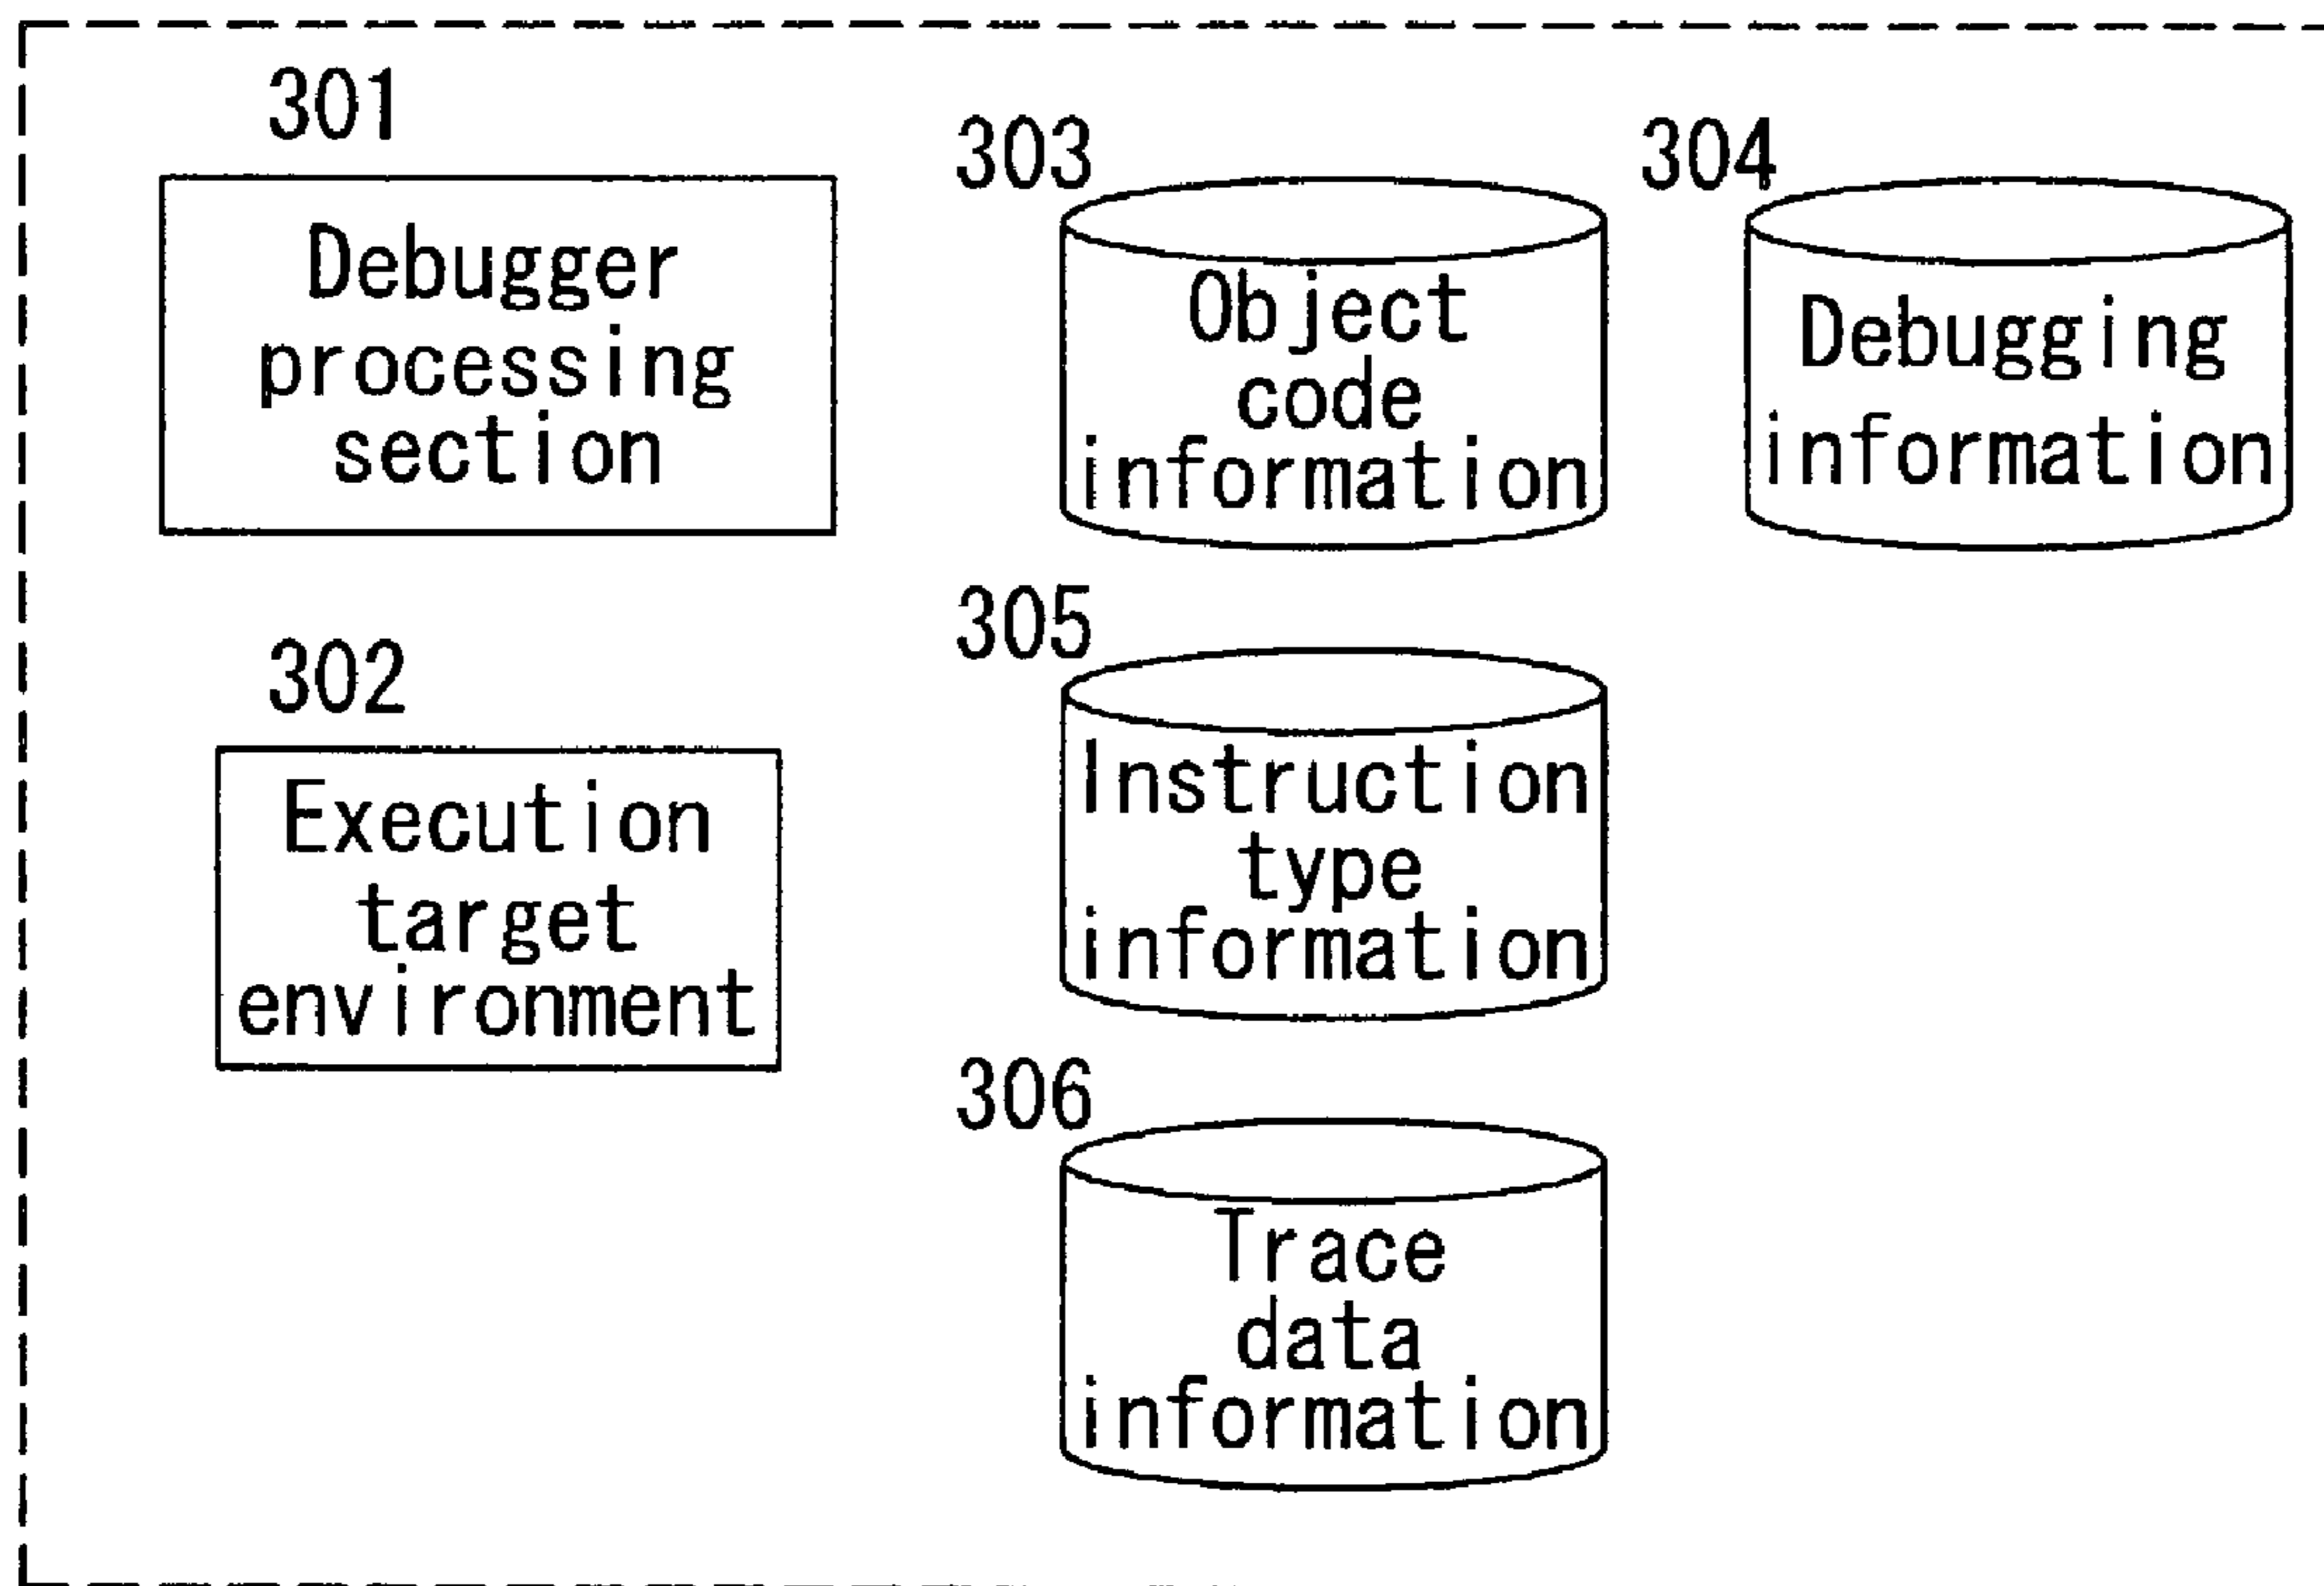 301
Debugger
processing
section
302
Execution
target
environment
303
Object
code
information
304
Debugging
information
305
Instruction
type
information
306
Trace
data
information